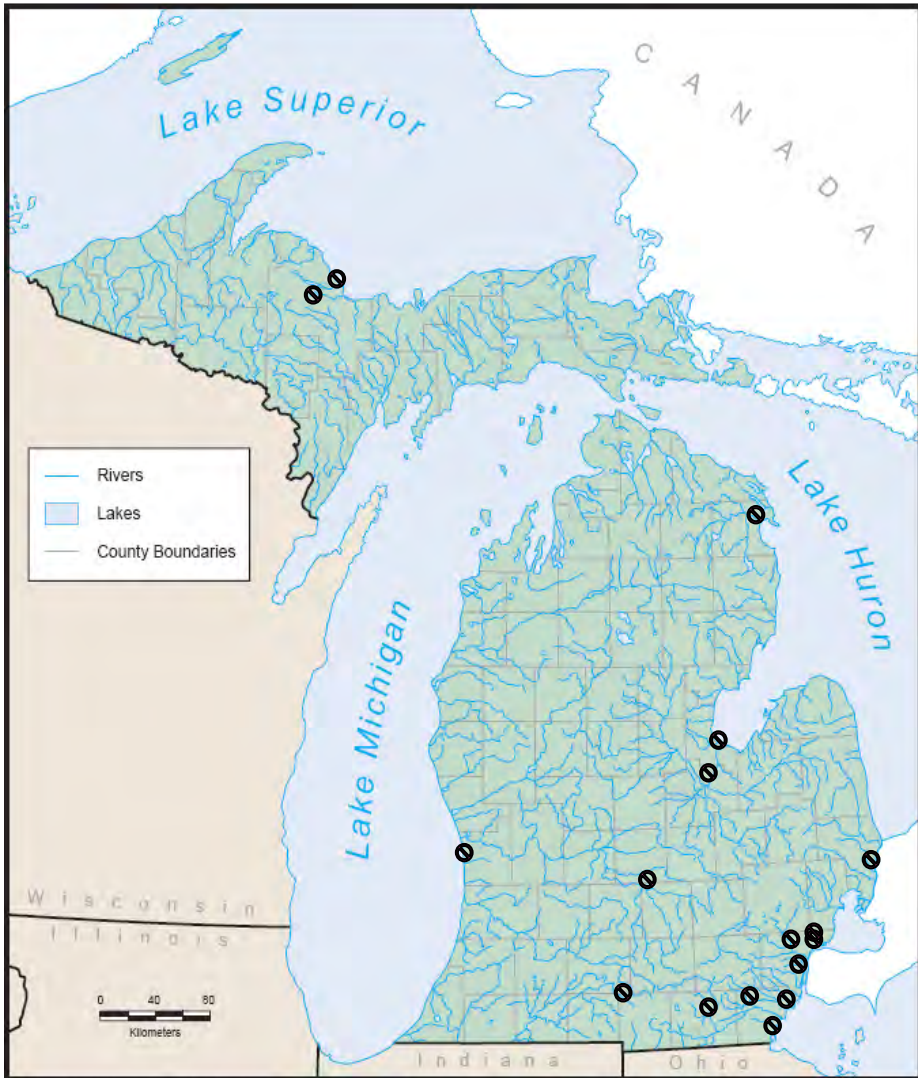 CANADA
Lake Superior
Rivers
Lakes
County Boundaries
Lake Huron
Lake Michigan
Wisconsin
Illinois
0 40 80
Kilometers
Indiana
Ohio